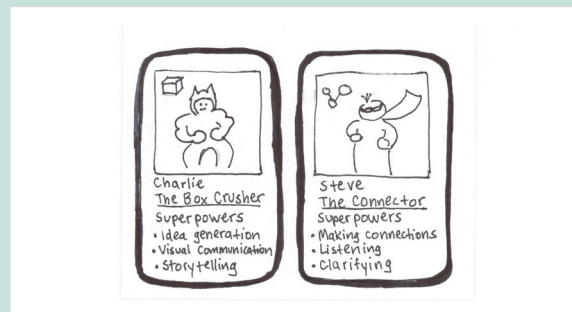 Charlie
The Box Crusher
Superpowers
• Idea generation
• Visual Communication
• Storytelling
Steve
The Connector
Superpowers
• Making connections
• Listening
• Clarifying